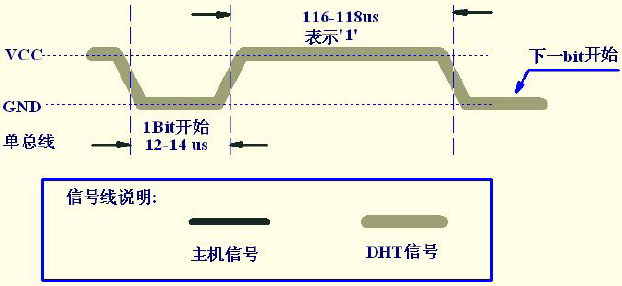 116-118us
表示'1'
VCC
下一bit开始
GND
1Bit开始
单总线
12-14 us
信号线说明:
主机信号
DHT信号